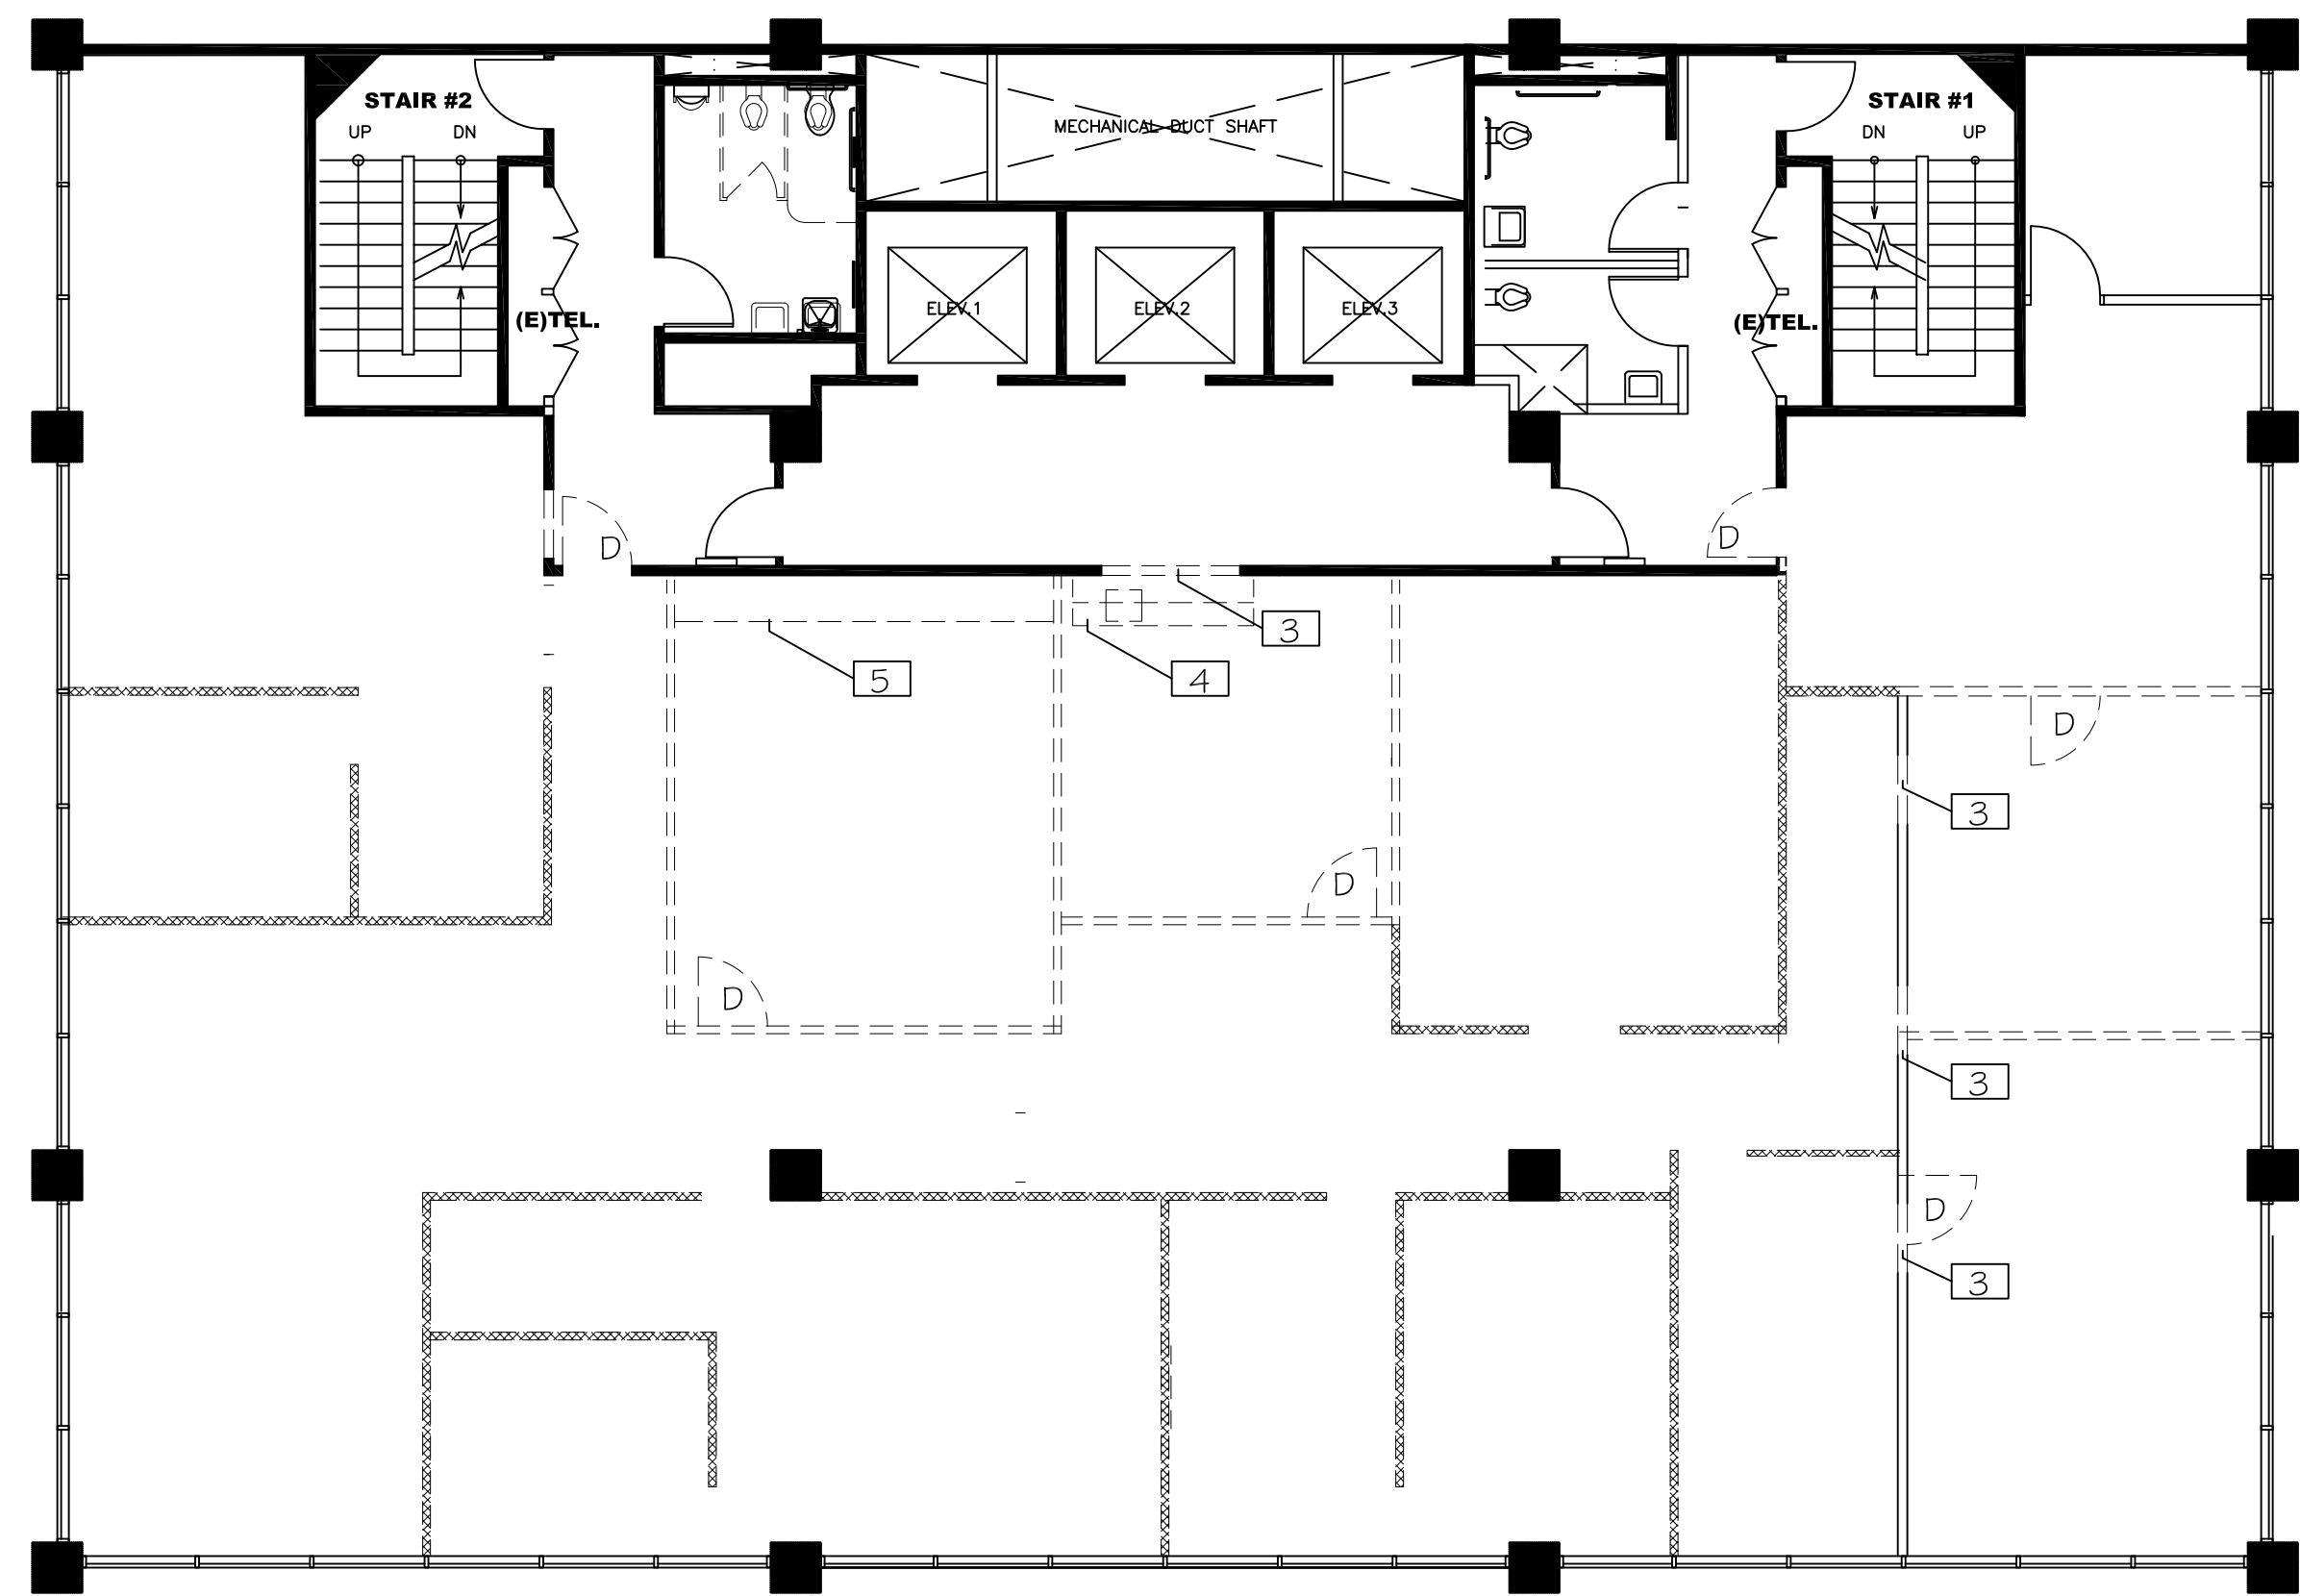 STAIR #2
UP DN
MECHANICAL DUCT SHAFT
STAIR #1
DN UP
(E)TEL.
ELEV.1
ELEV.2
ELEV.3
(E)TEL.
D
D
3
5
4
D
3
D
D
3
D
3